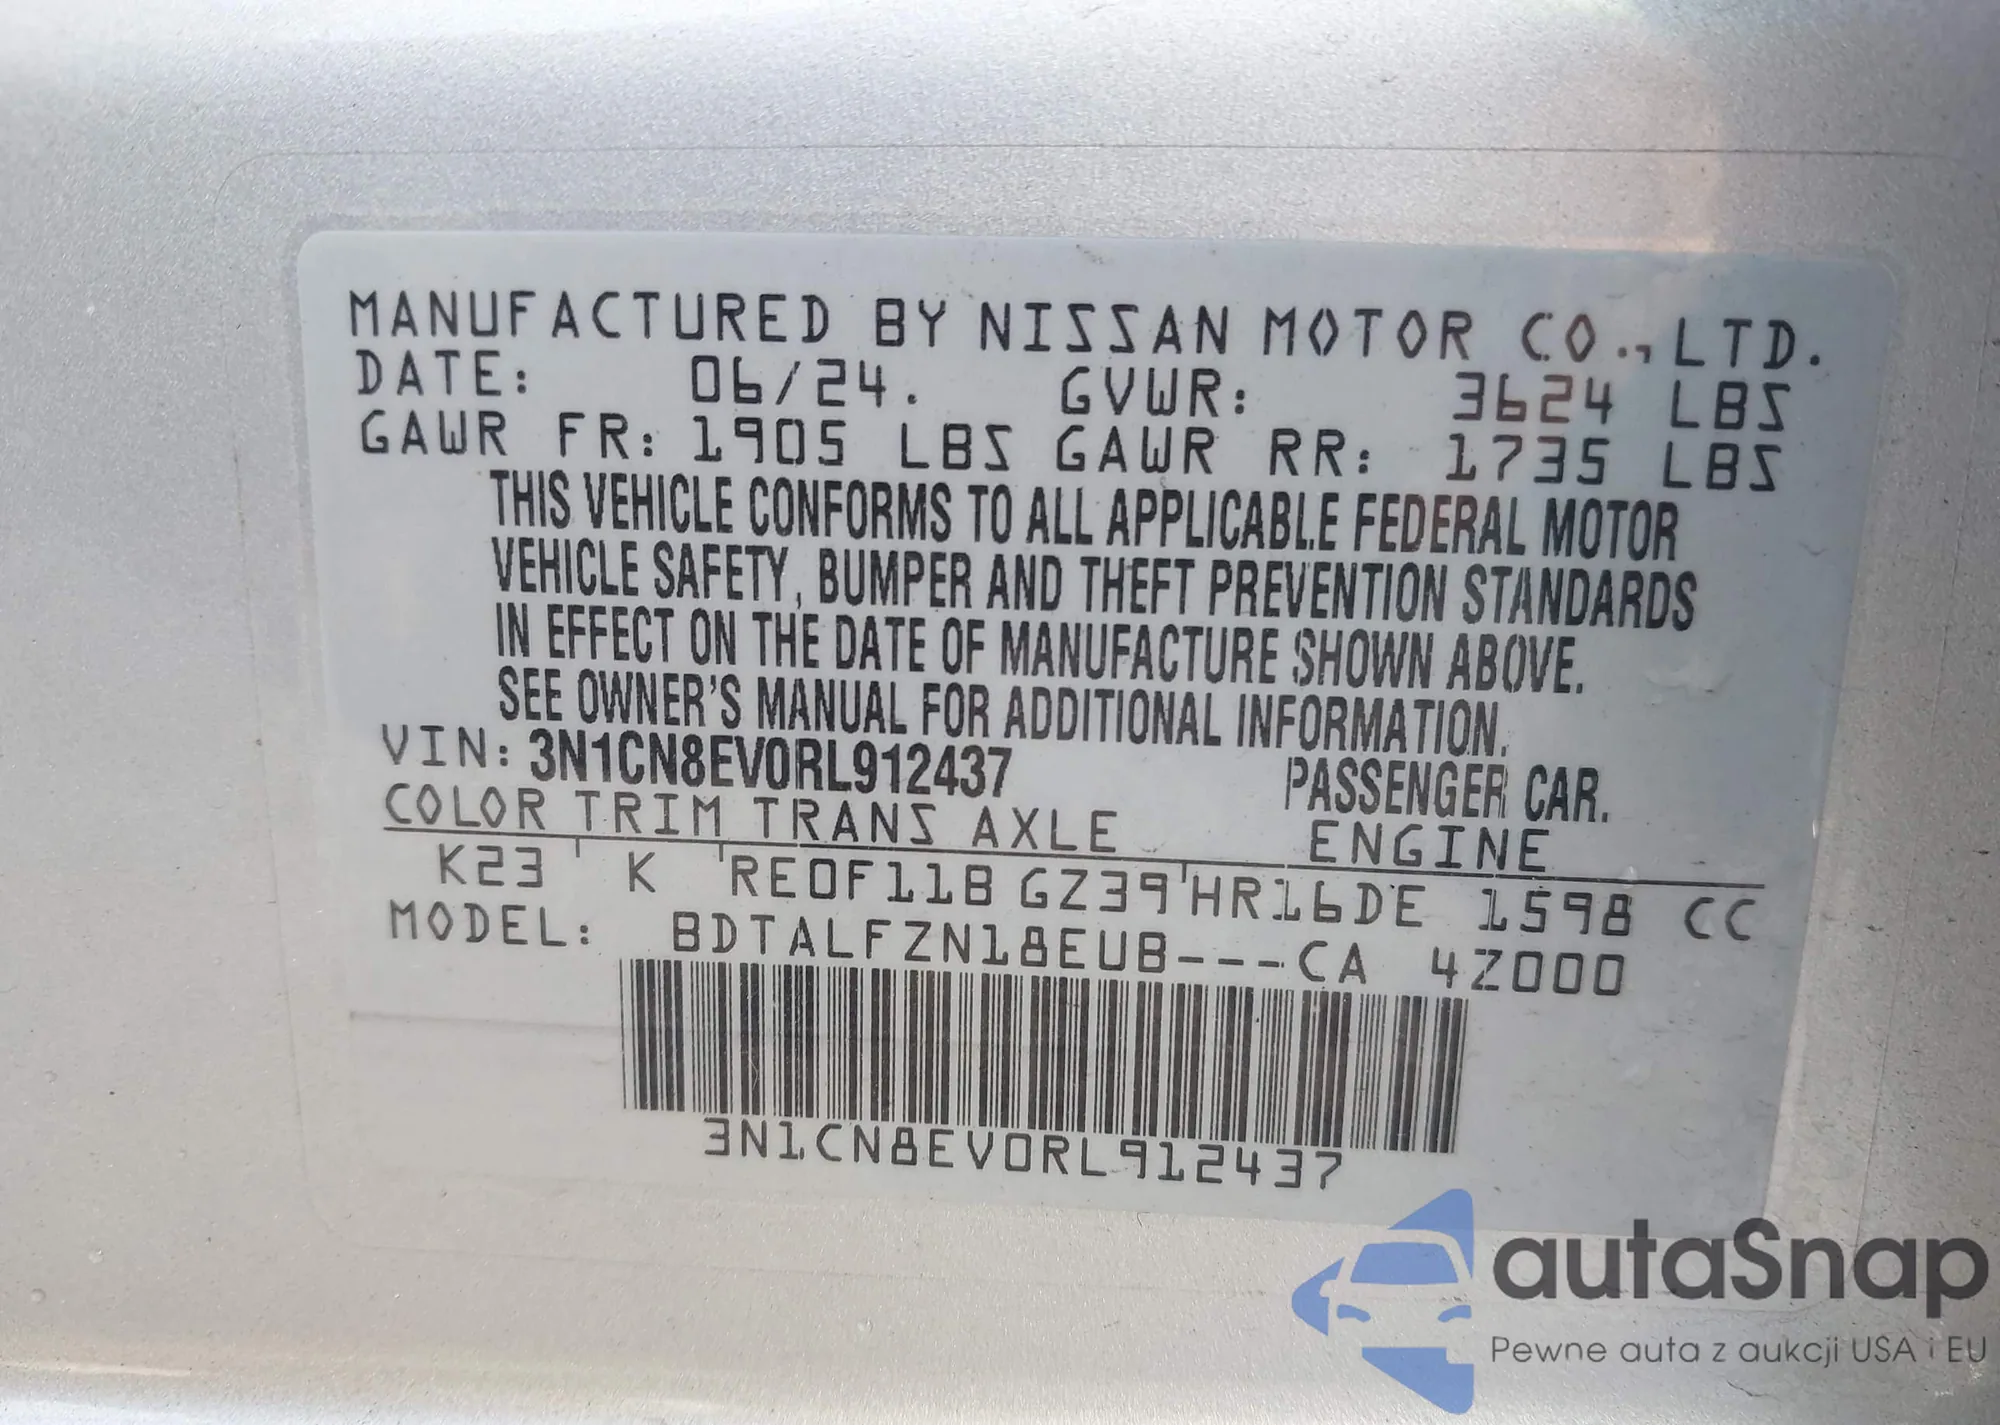 MANUFACTURED BY NISSAN MOTOR CO.,LTD.
DATE: 06/24. GVWR: 3624 LBS
GAWR FR: 1905 LBS GAWR RR: 1735 LBS
THIS VEHICLE CONFORMS TO ALL APPLICABLE FEDERAL MOTOR
VEHICLE SAFETY, BUMPER AND THEFT PREVENTION STANDARDS
IN EFFECT ON THE DATE OF MANUFACTURE SHOWN ABOVE.
SEE OWNER'S MANUAL FOR ADDITIONAL INFORMATION.
VIN: 3N1CN8EV0RL912437 PASSENGER CAR.
COLOR TRIM TRANS AXLE ENGINE
K23 K RE0F11B GZ39 HR16DE 1598 CC
MODEL: BDTALFZN18EUB---CA 4Z000
3N1CN8EV0RL912437
autaSnap
Pewne auta z aukcji USA i EU